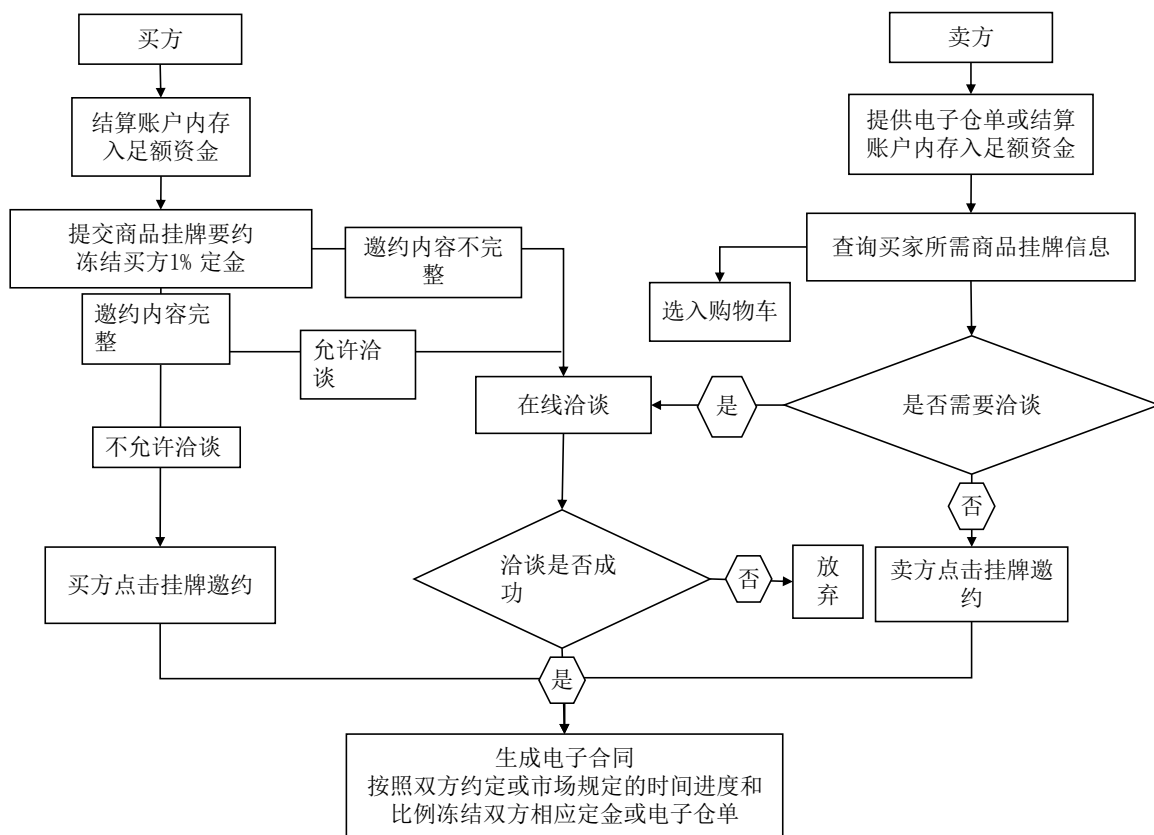 买方
卖方
结算账户内存
入足额资金
提供电子仓单或结算
账户内存入足额资金
提交商品挂牌要约
冻结买方1% 定金
邀约内容不完
整
查询买家所需商品挂牌信息
选入购物车
邀约内容完
整
允许洽
谈
在线洽谈
是
是否需要洽谈
不允许洽谈
否
买方点击挂牌邀约
洽谈是否成
功
否
放
弃
卖方点击挂牌邀
约
是
生成电子合同
按照双方约定或市场规定的时间进度和
比例冻结双方相应定金或电子仓单